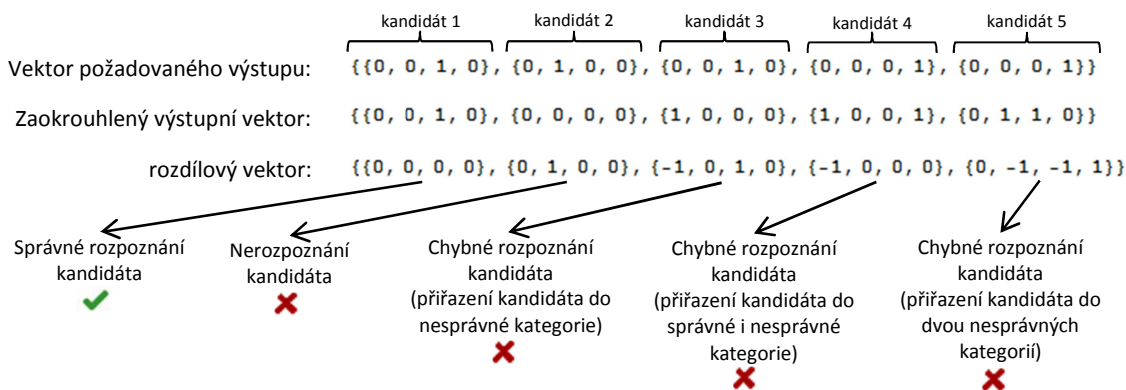 kandidát 1 kandidát 2 kandidát 3 kandidát 4 kandidát 5
Vektor požadovaného výstupu: {{0, 0, 1, 0}, {0, 1, 0, 0}, {0, 0, 1, 0}, {0, 0, 0, 1}, {0, 0, 0, 1}}
Zaokrouhlený výstupní vektor: {{0, 0, 1, 0}, {0, 0, 0, 0}, {1, 0, 0, 0}, {1, 0, 0, 1}, {0, 1, 1, 0}}
rozdílový vektor: {{0, 0, 0, 0}, {0, 1, 0, 0}, {-1, 0, 1, 0}, {-1, 0, 0, 0}, {0, -1, -1, 1}}
Správné rozpoznání
kandidáta
Nerozpoznání
kandidáta
Chybné rozpoznání
kandidáta
(přiřazení kandidáta do
nesprávné kategorie)
Chybné rozpoznání
kandidáta
(přiřazení kandidáta do
správné i nesprávné
kategorie)
Chybné rozpoznání
kandidáta
(přiřazení kandidáta do
dvou nesprávných
kategorií)